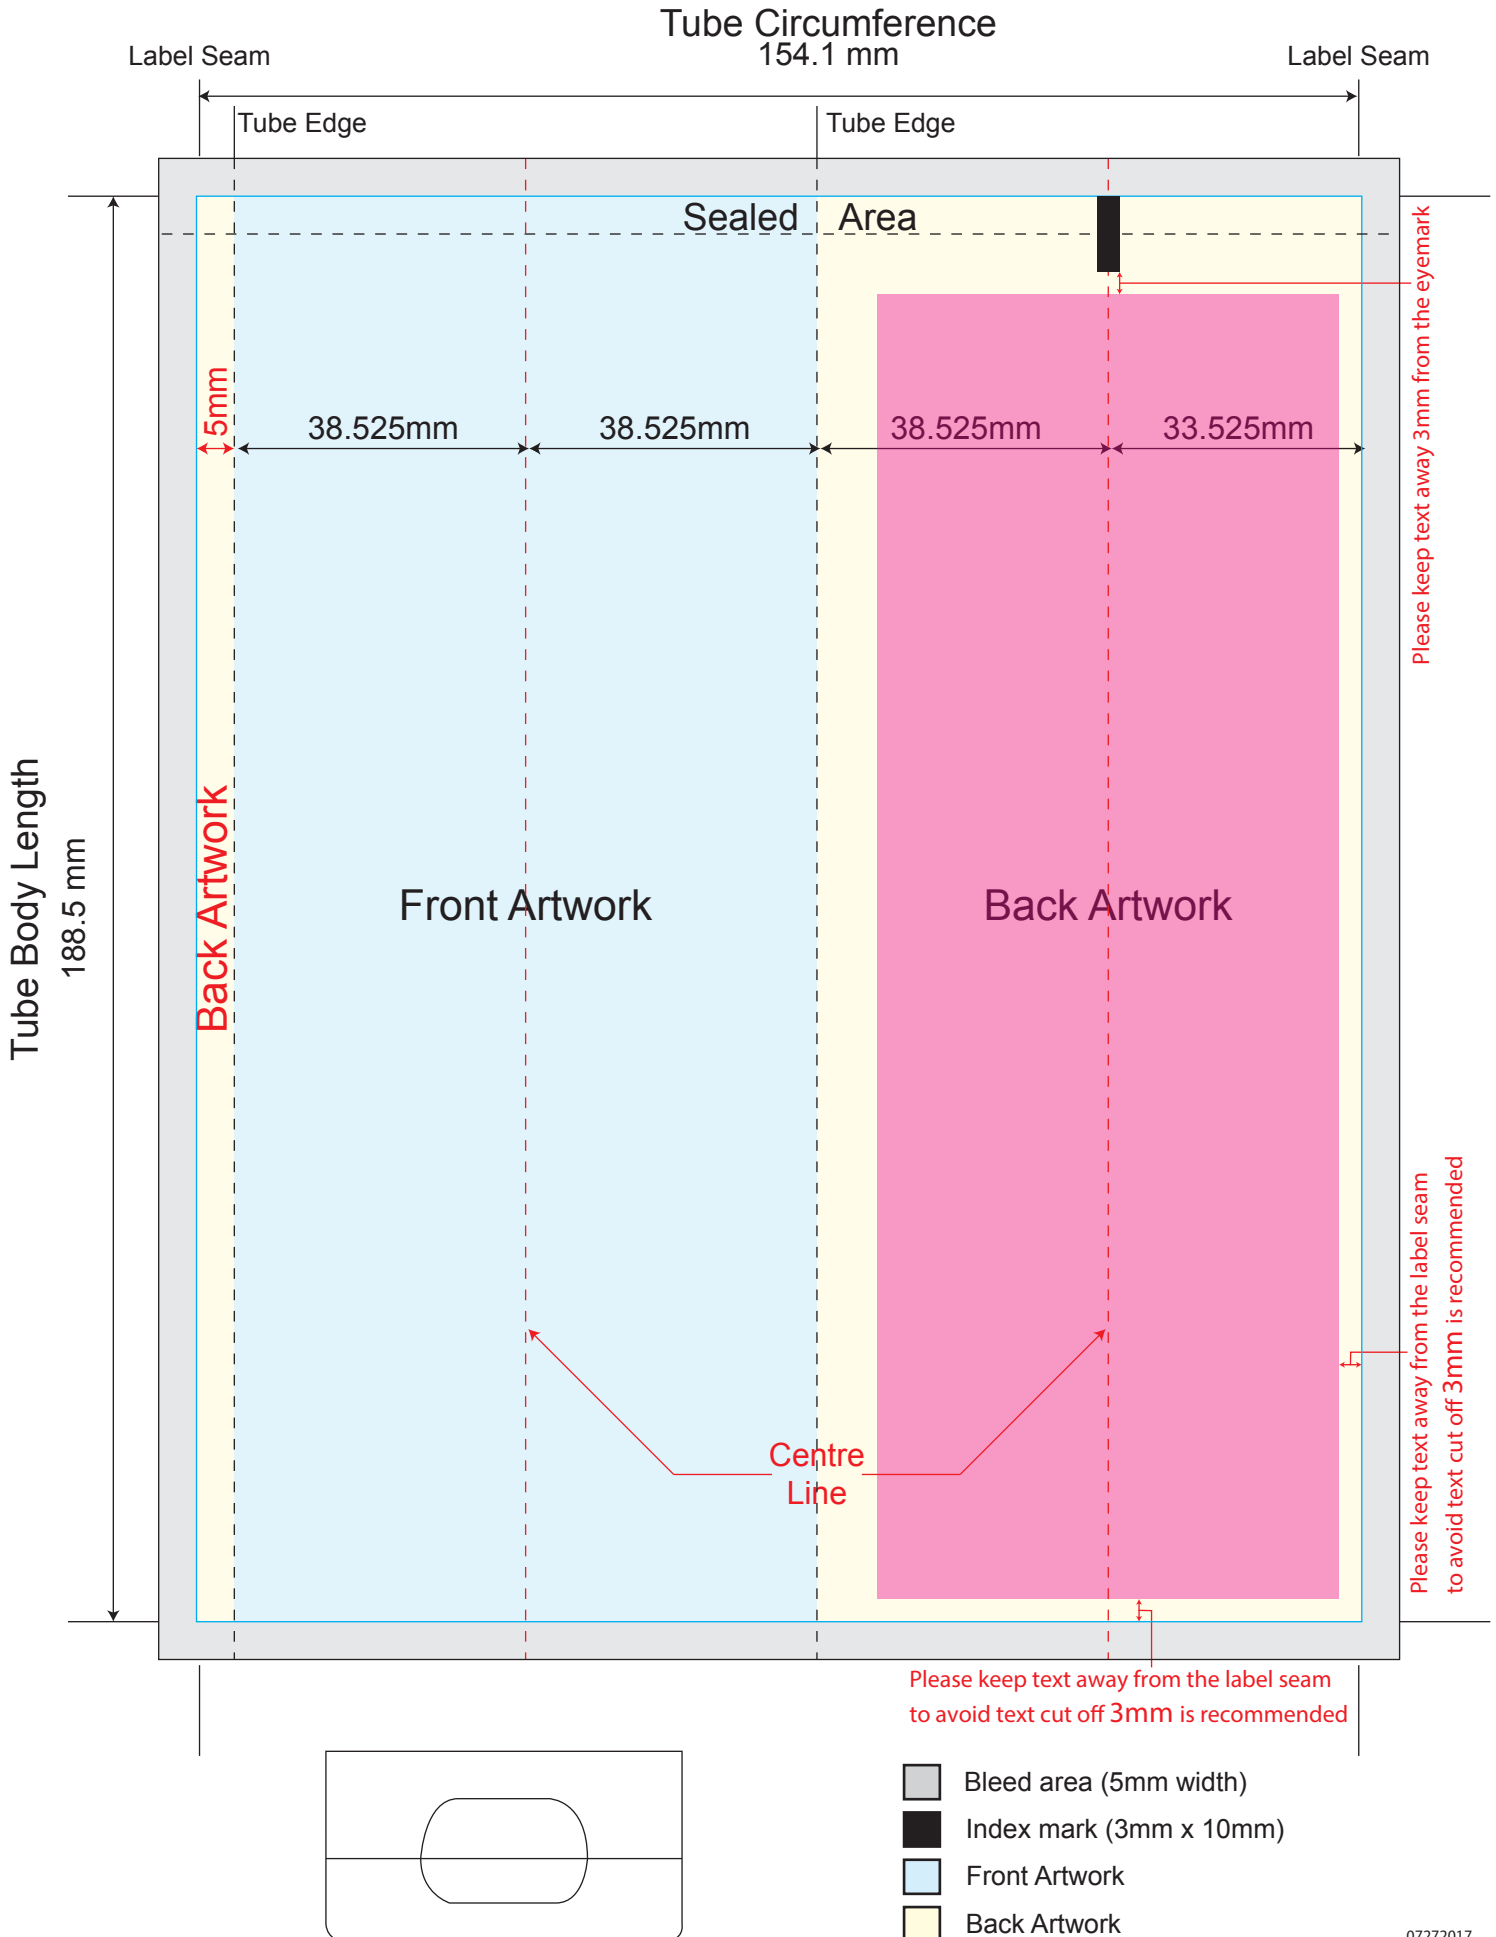 Tube Circumference
154.1 mm
Label Seam
Label Seam
Tube Edge
Tube Edge
Sealed Area
Please keep text away 3mm from the eyemark
5mm
38.525mm
38.525mm
38.525mm
33.525mm
Tube Body Length
188.5 mm
Back Artwork
Front Artwork
Back Artwork
Centre
Line
Please keep text away from the label seam
to avoid text cut off 3mm is recommended
Please keep text away from the label seam
to avoid text cut off 3mm is recommended
Bleed area (5mm width)
Index mark (3mm x 10mm)
Front Artwork
Back Artwork
07272017